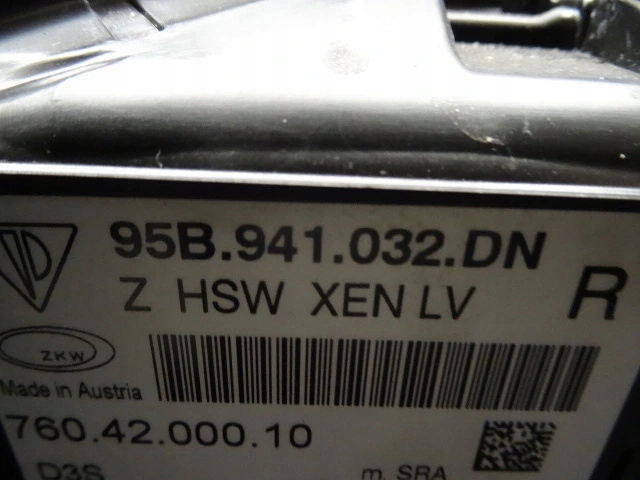 95B.941.032.DN
Z HSW XEN LV R
ZKW
Made in Austria
760.42.000.10
D3S m. SRA